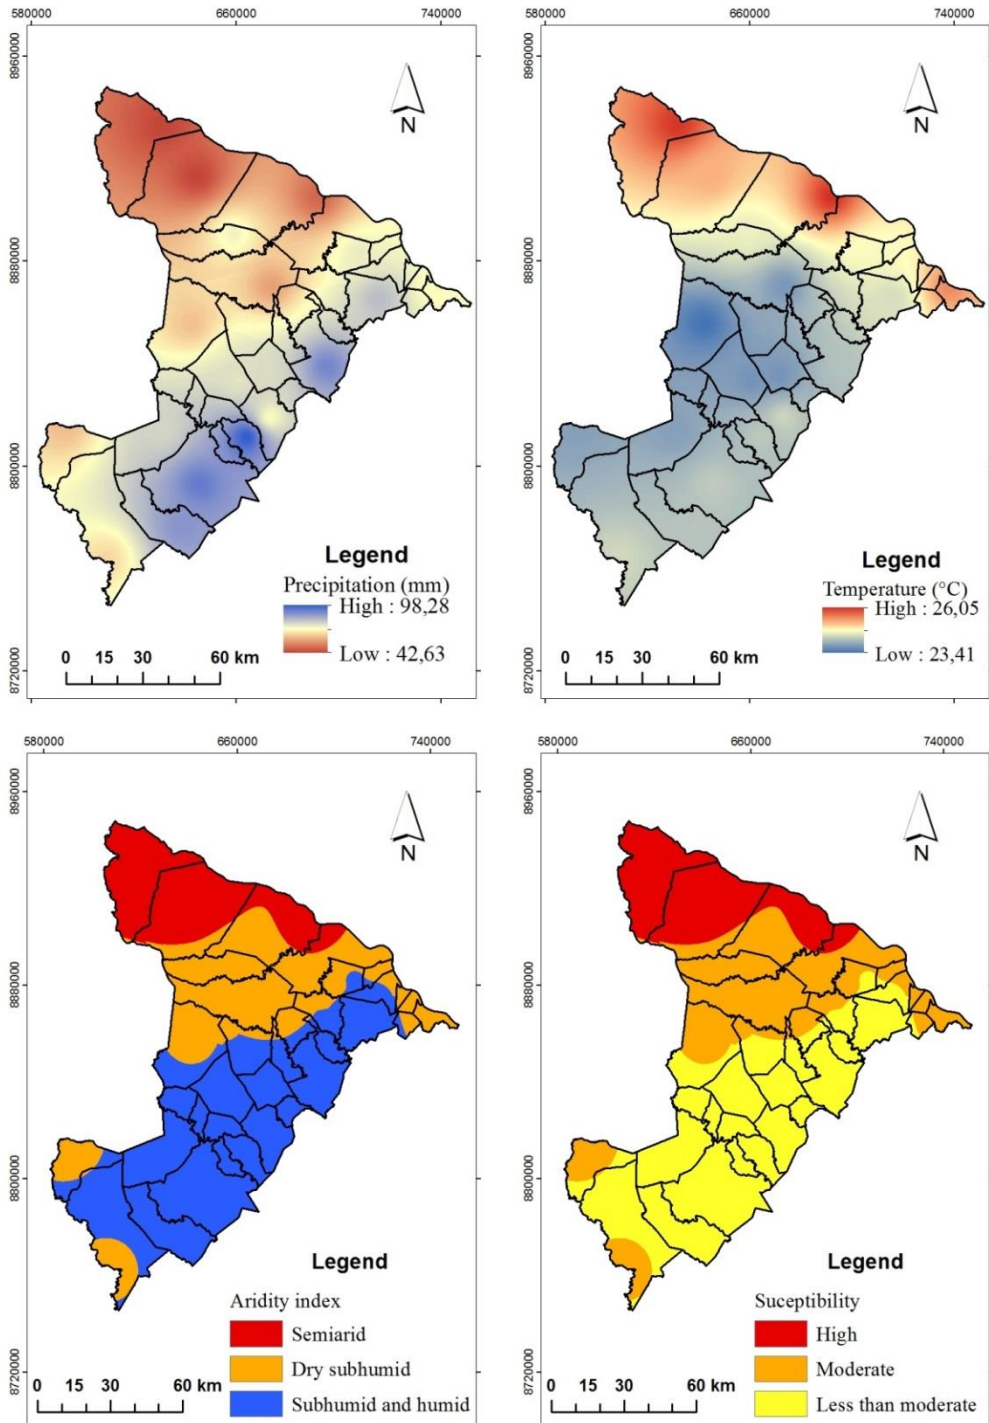 580000 660000 740000
8960000
N
8880000
8800000
8720000
Legend
Precipitation (mm)
High : 98,28
Low : 42,63
0 15 30 60 km
580000 660000 740000
8960000
N
8880000
8800000
8720000
Legend
Temperature (°C)
High : 26,05
Low : 23,41
0 15 30 60 km
580000 660000 740000
8960000
N
8880000
8800000
8720000
Legend
Aridity index
Semiarid
Dry subhumid
Subhumid and humid
0 15 30 60 km
580000 660000 740000
8960000
N
8880000
8800000
8720000
Legend
Suceptibility
High
Moderate
Less than moderate
0 15 30 60 km